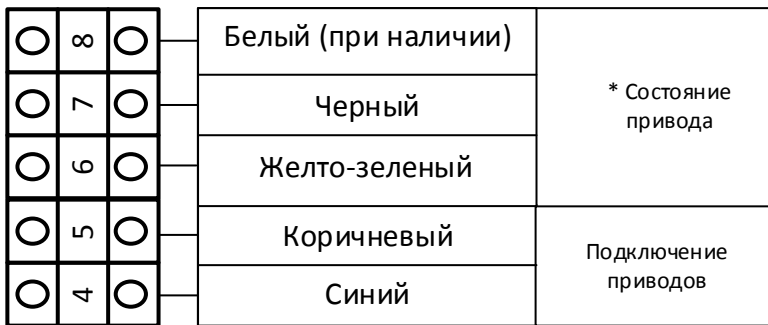 8 Белый (при наличии)
7 Черный
6 Желто-зеленый
* Состояние
привода
5 Коричневый
4 Синий
Подключение
приводов